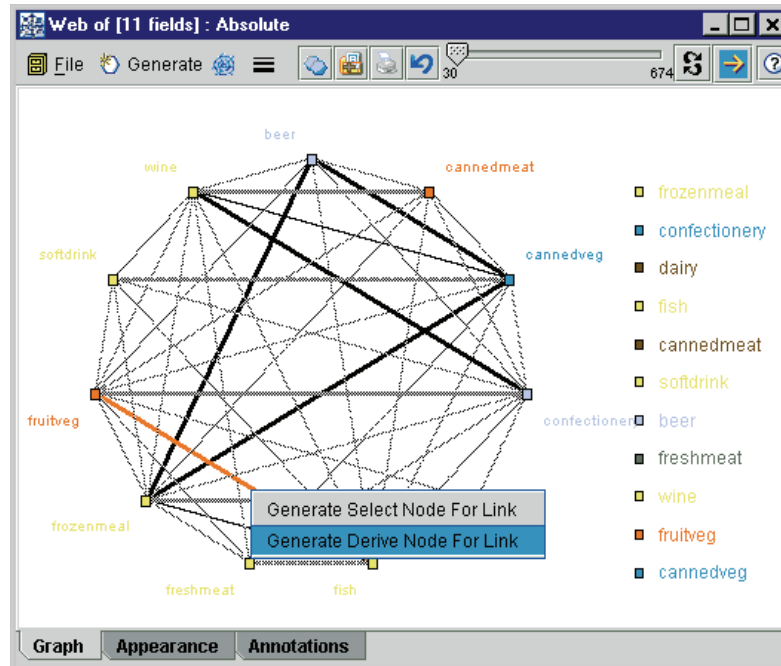 Web of [11 fields] : Absolute
File Generate 30 674 ?
beer
wine
cannedmeat
softdrink
cannedveg
fruitveg
confectionery
frozenmeal
freshmeat
fish
Generate Select Node For Link
Generate Derive Node For Link
frozenmeal
confectionery
dairy
fish
cannedmeat
softdrink
beer
freshmeat
wine
fruitveg
cannedveg
Graph Appearance Annotations